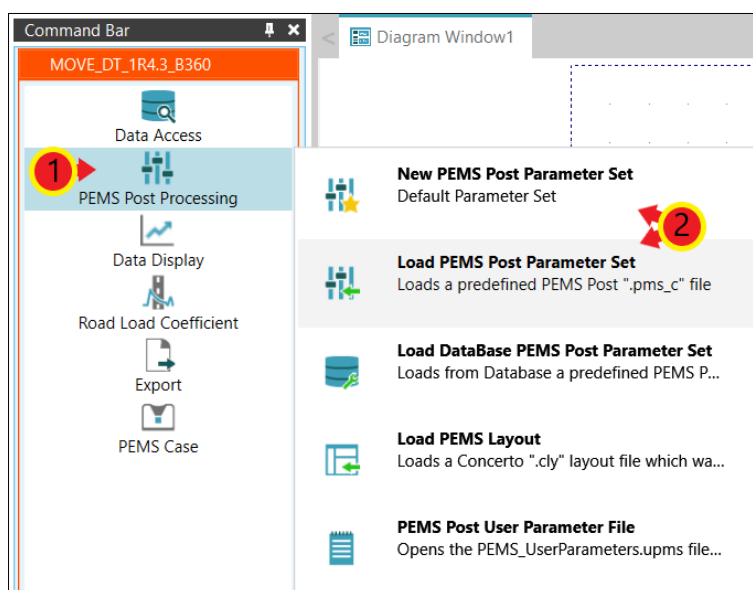 Command Bar
Diagram Window1
MOVE_DT_1R4.3_B360
Data Access
1
PEMS Post Processing
Data Display
Road Load Coefficient
Export
PEMS Case
New PEMS Post Parameter Set
Default Parameter Set
2
Load PEMS Post Parameter Set
Loads a predefined PEMS Post ".pms_c" file
Load DataBase PEMS Post Parameter Set
Loads from Database a predefined PEMS P...
Load PEMS Layout
Loads a Concerto ".cly" layout file which wa...
PEMS Post User Parameter File
Opens the PEMS_UserParameters.upms file...